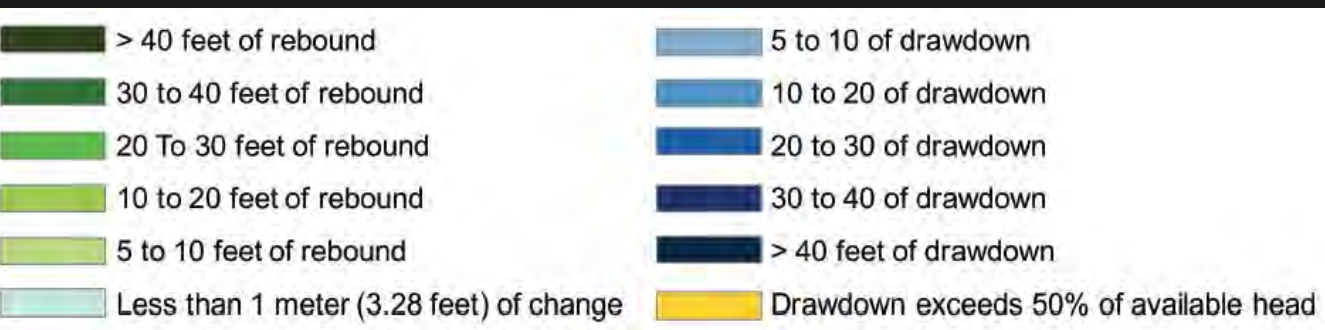 > 40 feet of rebound
30 to 40 feet of rebound
20 To 30 feet of rebound
10 to 20 feet of rebound
5 to 10 feet of rebound
Less than 1 meter (3.28 feet) of change
5 to 10 of drawdown
10 to 20 of drawdown
20 to 30 of drawdown
30 to 40 of drawdown
> 40 feet of drawdown
Drawdown exceeds 50% of available head